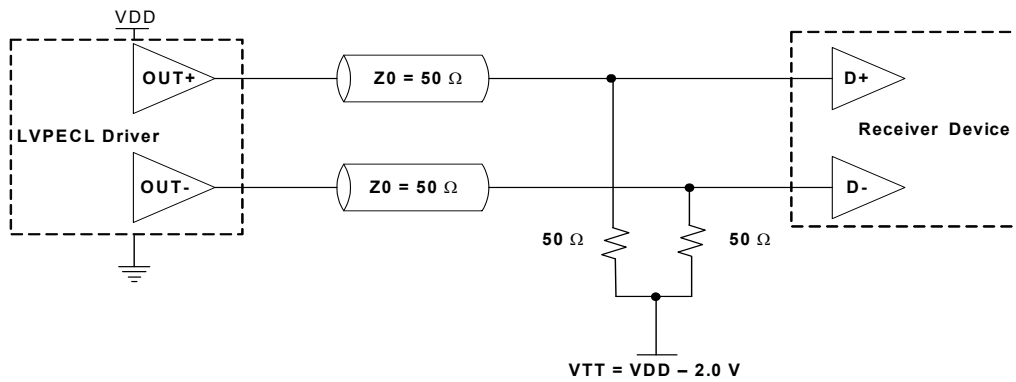 VDD
OUT+
Z0 = 50 Ω
D+
LVPECL Driver
Receiver Device
OUT-
Z0 = 50 Ω
D-
50 Ω
50 Ω
VTT = VDD – 2.0 V